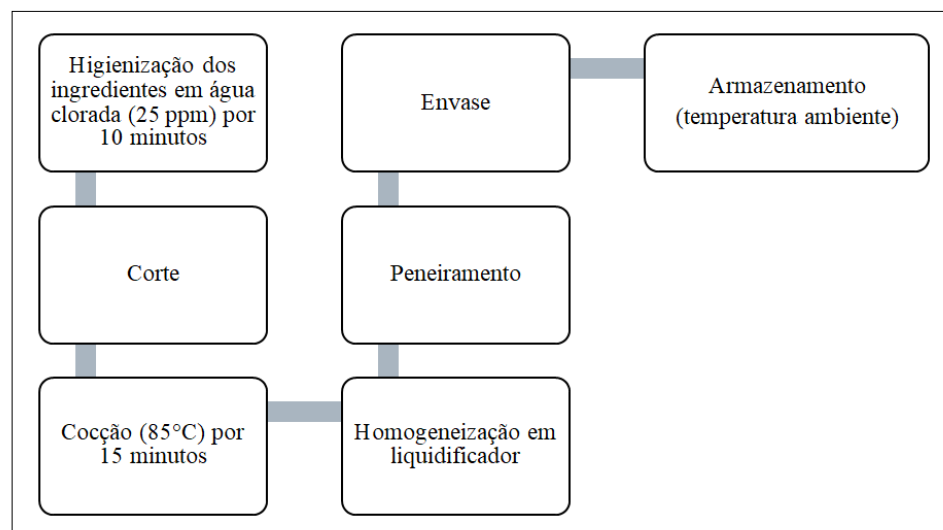 Higienização dos
ingredientes em água
clorada (25 ppm) por
10 minutos
Corte
Cocção (85°C) por
15 minutos
Homogeneização em
liquidificador
Peneiramento
Envase
Armazenamento
(temperatura ambiente)